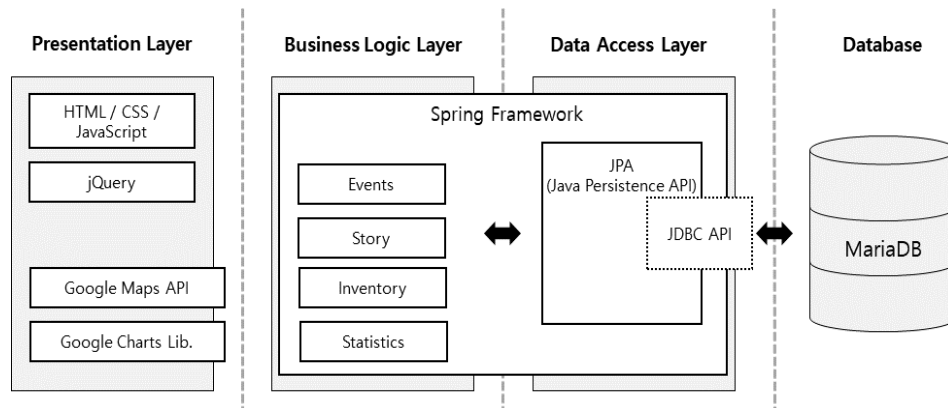 Presentation Layer
Business Logic Layer
Data Access Layer
Database
HTML / CSS /
JavaScript
jQuery
Google Maps API
Google Charts Lib.
Spring Framework
Events
Story
Inventory
Statistics
JPA
(Java Persistence API)
JDBC API
MariaDB